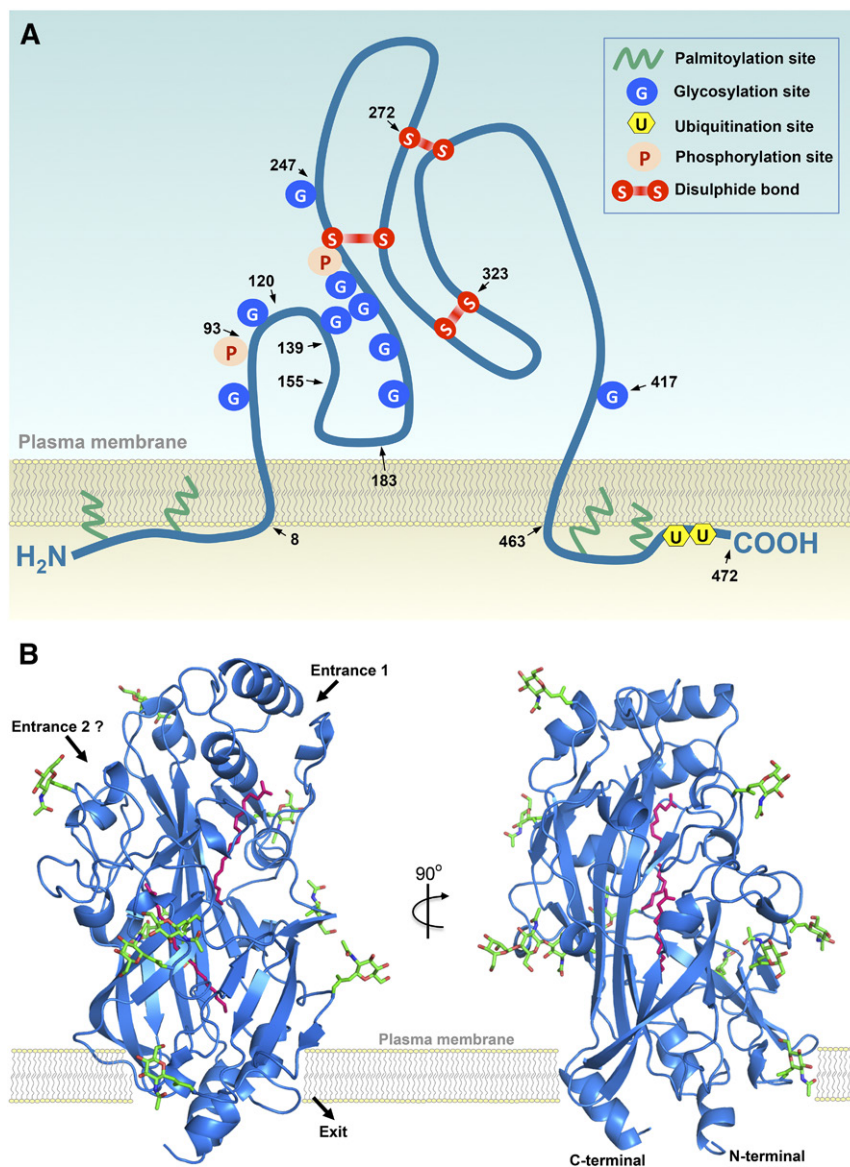 A
Palmitoylation site
G Glycosylation site
U Ubiquitination site
P Phosphorylation site
S S Disulphide bond
272
S S
247
G
S S
P
G
120
G G G
323
S
S
93
P
139
G
155
G
G
G
417
Plasma membrane
183
8
463
H2N
U U COOH
472
B
Entrance 1
Entrance 2 ?
90o
Plasma membrane
Exit
C-terminal
N-terminal